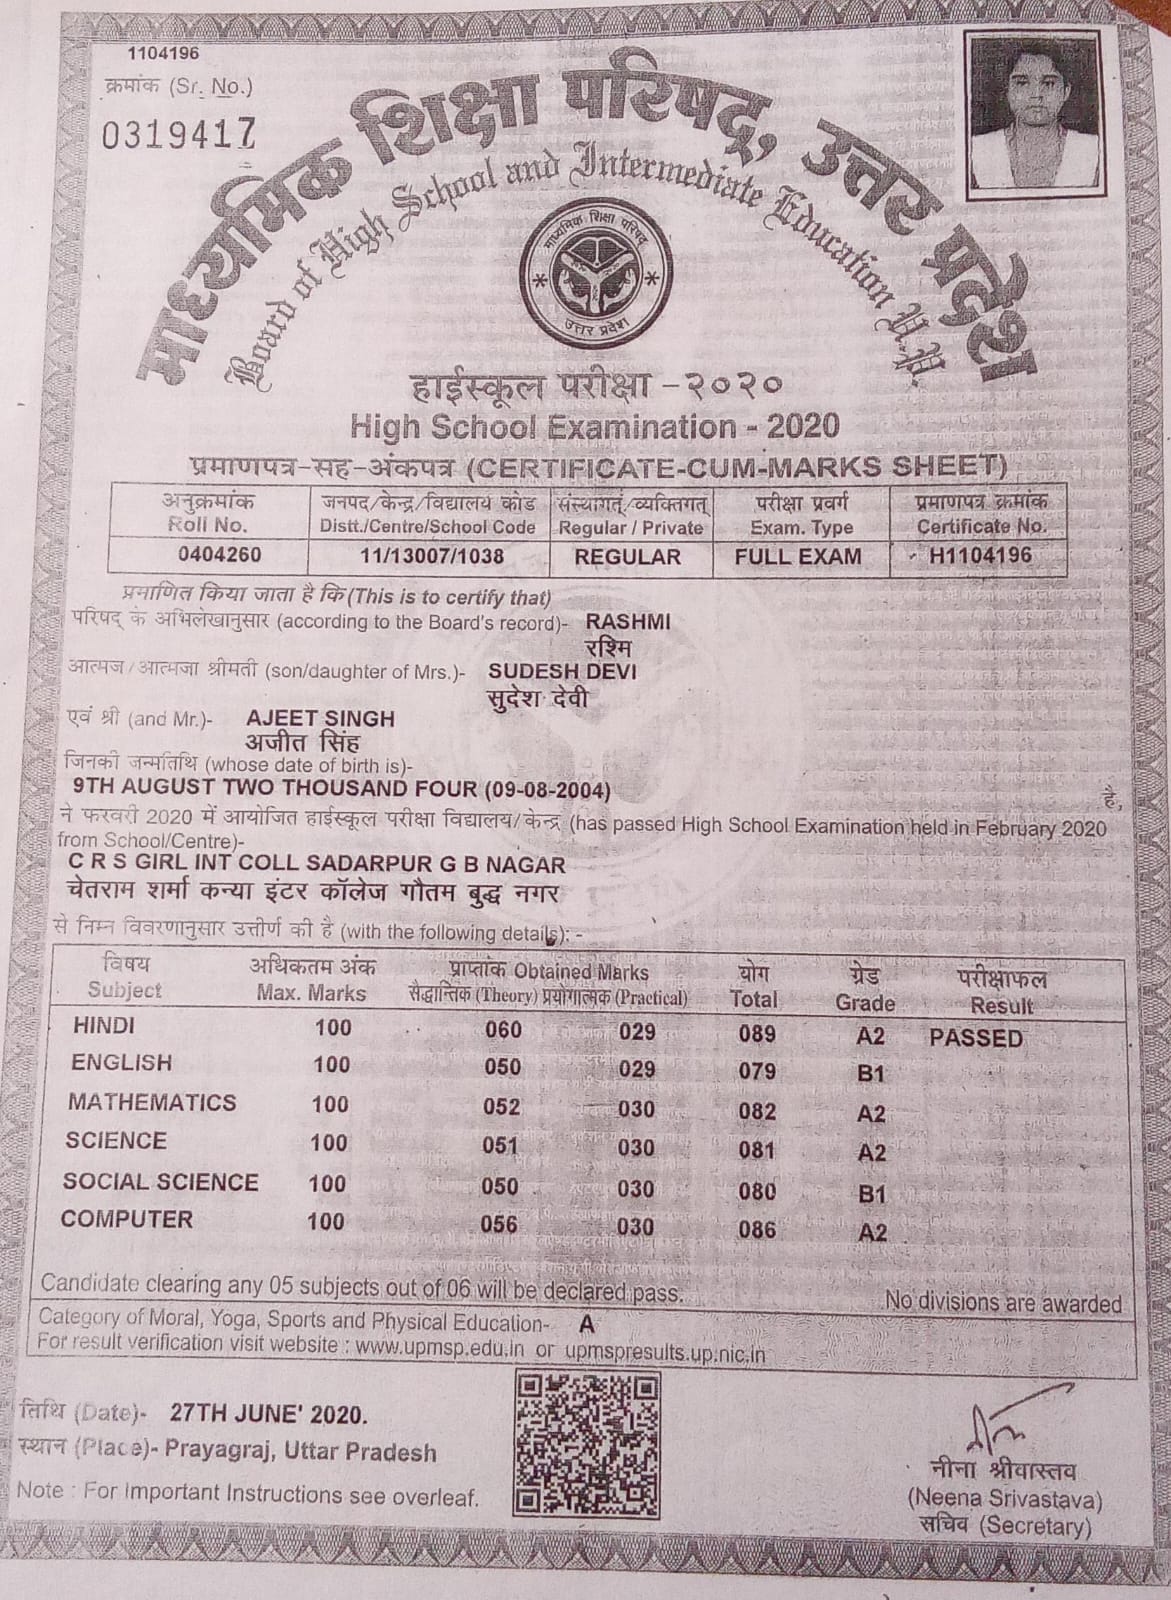 1104196
क्रमांक (Sr. No.)
0319417
माध्यमिक शिक्षा परिषद्, उत्तर प्रदेश
Board of High School and Intermediate Education U.P.
माध्यमिक शिक्षा परिषद्
उत्तर प्रदेश
हाईस्कूल परीक्षा -२०२०
High School Examination - 2020
प्रमाणपत्र-सह-अंकपत्र (CERTIFICATE-CUM-MARKS SHEET)
अनुक्रमांक जनपद/केन्द्र/विद्यालय कोड संस्थागत/व्यक्तिगत् परीक्षा प्रवर्ग प्रमाणपत्र क्रमांक
Roll No. Distt./Centre/School Code Regular / Private Exam. Type Certificate No.
0404260 11/13007/1038 REGULAR FULL EXAM H1104196
प्रमाणित किया जाता है कि (This is to certify that)
परिषद् के अभिलेखानुसार (according to the Board's record)- RASHMI
रश्मि
आत्मज/आत्मजा श्रीमती (son/daughter of Mrs.)- SUDESH DEVI
सुदेश देवी
एवं श्री (and Mr.)- AJEET SINGH
अजीत सिंह
जिनकी जन्मतिथि (whose date of birth is)-
9TH AUGUST TWO THOUSAND FOUR (09-08-2004) है,
ने फरवरी 2020 में आयोजित हाईस्कूल परीक्षा विद्यालय/केन्द्र (has passed High School Examination held in February 2020
from School/Centre)-
C R S GIRL INT COLL SADARPUR G B NAGAR
चेतराम शर्मा कन्या इंटर कॉलेज गौतम बुद्ध नगर
से निम्न विवरणानुसार उत्तीर्ण की है (with the following details): -
विषय अधिकतम अंक प्राप्तांक Obtained Marks योग ग्रेड परीक्षाफल
Subject Max. Marks सैद्धान्तिक (Theory) प्रयोगात्मक (Practical) Total Grade Result
HINDI 100 060 029 089 A2 PASSED
ENGLISH 100 050 029 079 B1
MATHEMATICS 100 052 030 082 A2
SCIENCE 100 051 030 081 A2
SOCIAL SCIENCE 100 050 030 080 B1
COMPUTER 100 056 030 086 A2
Candidate clearing any 05 subjects out of 06 will be declared pass. No divisions are awarded
Category of Moral, Yoga, Sports and Physical Education- A
For result verification visit website : www.upmsp.edu.in or upmspresults.up.nic.in
तिथि (Date)- 27TH JUNE' 2020.
स्थान (Place)- Prayagraj, Uttar Pradesh
Note : For Important Instructions see overleaf.
नीना श्रीवास्तव
(Neena Srivastava)
सचिव (Secretary)